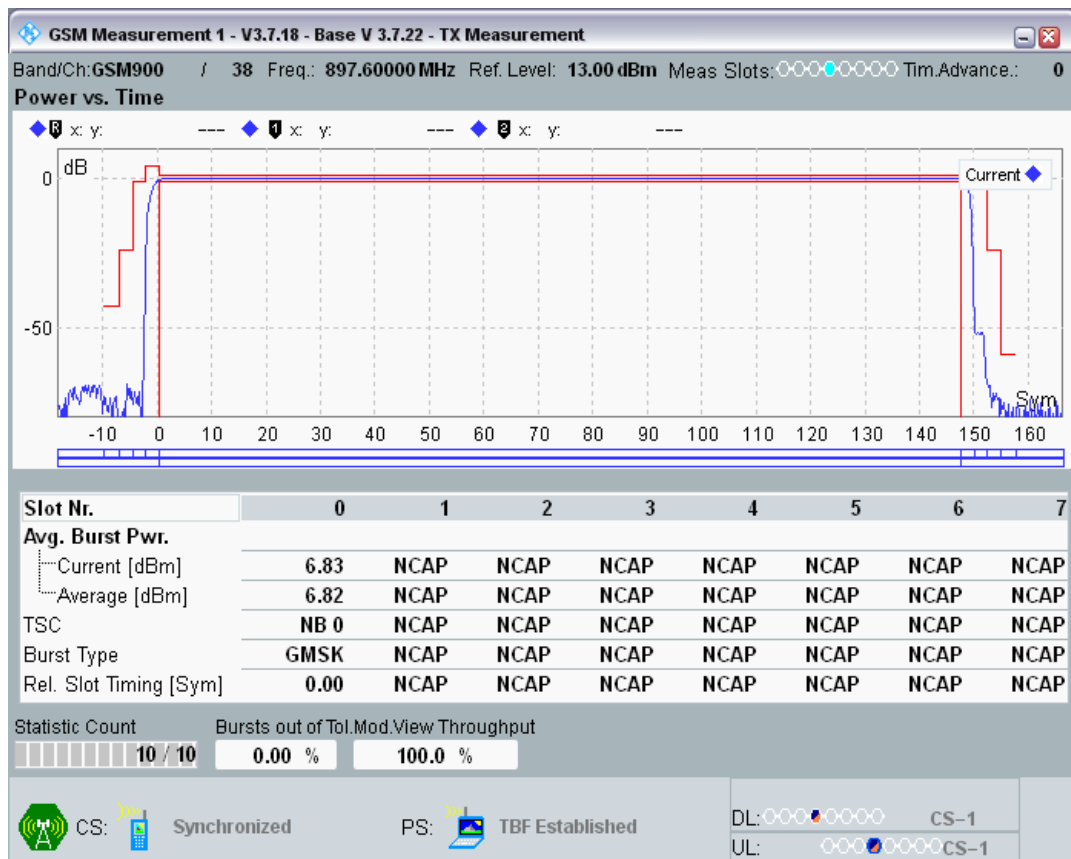 GSM Measurement 1 - V3.7.18 - Base V 3.7.22 - TX Measurement
Band/Ch:GSM900 / 38 Freq.: 897.60000 MHz Ref. Level: 13.00 dBm Meas Slots: Tim.Advance.: 0
Power vs. Time
R x: y: --- 1 x: y: --- 2 x: y: ---
dB
Current
0
-50
Sym
-10 0 10 20 30 40 50 60 70 80 90 100 110 120 130 140 150 160
Slot Nr. 0 1 2 3 4 5 6 7
Avg. Burst Pwr.
Current [dBm] 6.83 NCAP NCAP NCAP NCAP NCAP NCAP NCAP
Average [dBm] 6.82 NCAP NCAP NCAP NCAP NCAP NCAP NCAP
TSC NB 0 NCAP NCAP NCAP NCAP NCAP NCAP NCAP
Burst Type GMSK NCAP NCAP NCAP NCAP NCAP NCAP NCAP
Rel. Slot Timing [Sym] 0.00 NCAP NCAP NCAP NCAP NCAP NCAP NCAP
Statistic Count Bursts out of Tol.Mod.View Throughput
10 / 10 0.00 % 100.0 %
CS: Synchronized PS: TBF Established DL: CS-1
UL: CS-1